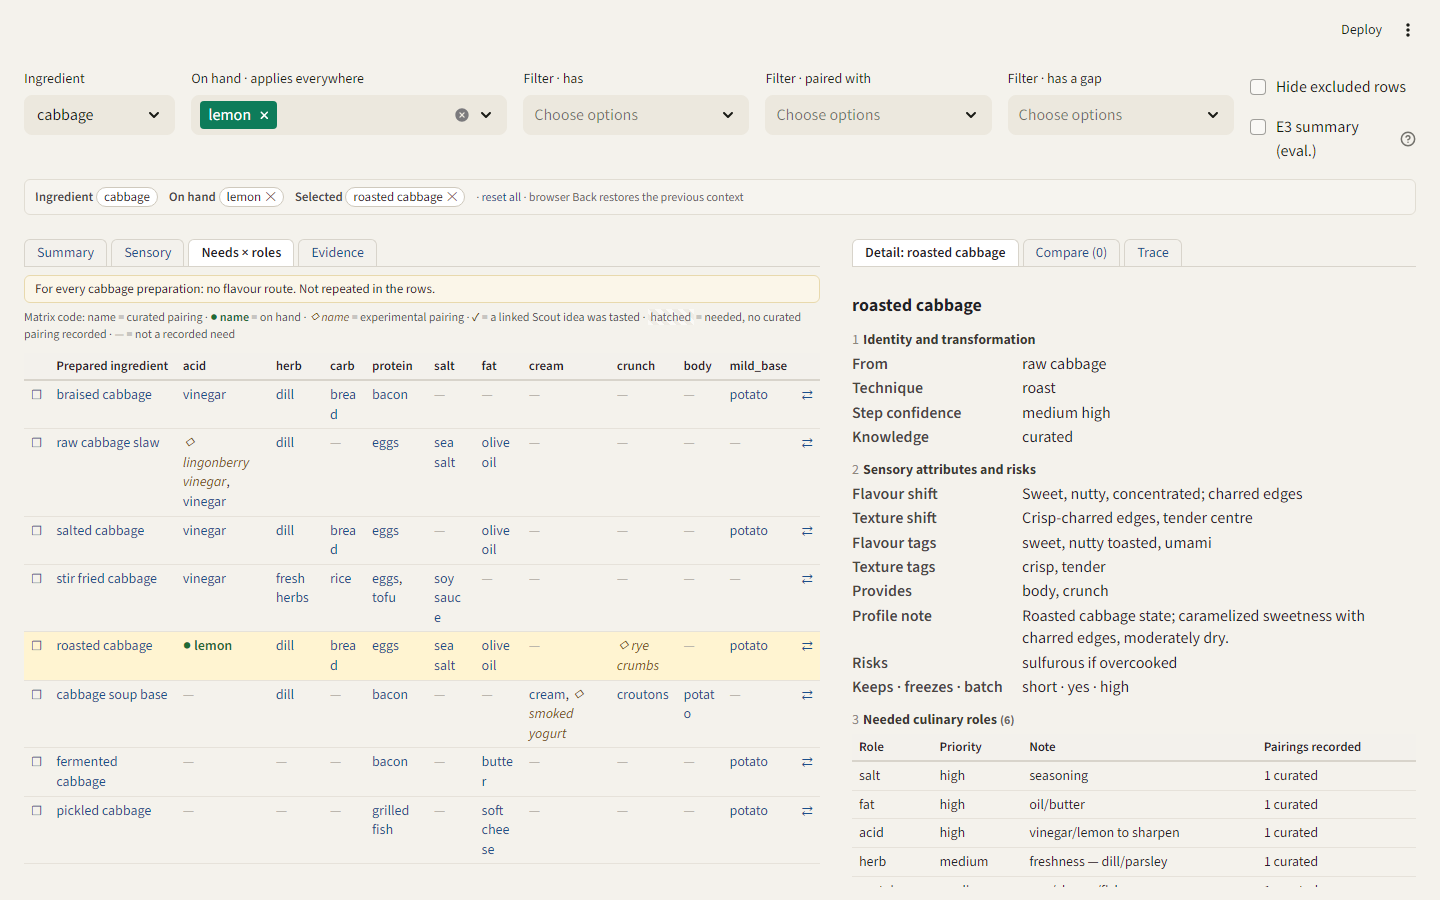 Deploy
Ingredient
On hand · applies everywhere
Filter · has
Filter · paired with
Filter · has a gap
cabbage
lemon ×
Choose options
Choose options
Choose options
Hide excluded rows
E3 summary
(eval.)
Ingredient cabbage On hand lemon ✕ Selected roasted cabbage ✕ · reset all · browser Back restores the previous context
Summary
Sensory
Needs × roles
Evidence
For every cabbage preparation: no flavour route. Not repeated in the rows.
Matrix code: name = curated pairing · ● name = on hand · ◇ name = experimental pairing · ✓ = a linked Scout idea was tasted · hatched = needed, no curated
pairing recorded · — = not a recorded need
Prepared ingredient acid herb carb protein salt fat cream crunch body mild_base
braised cabbage vinegar dill brea bacon — — — — — potato ⇄
d
raw cabbage slaw ◇ dill — eggs sea olive — — — — ⇄
lingonberry salt oil
vinegar,
vinegar
salted cabbage vinegar dill brea eggs — olive — — — potato ⇄
d oil
stir fried cabbage vinegar fresh rice eggs, soy — — — — — ⇄
herbs tofu sauc
e
roasted cabbage ● lemon dill brea eggs sea olive — ◇ rye — potato ⇄
d salt oil crumbs
cabbage soup base — dill — bacon — — cream, ◇ croutons potat — ⇄
smoked o
yogurt
fermented — — — bacon — butte — — — potato ⇄
cabbage r
pickled cabbage — — — grilled — soft — — — potato ⇄
fish chee
se
Detail: roasted cabbage
Compare (0)
Trace
roasted cabbage
1 Identity and transformation
From raw cabbage
Technique roast
Step confidence medium high
Knowledge curated
2 Sensory attributes and risks
Flavour shift Sweet, nutty, concentrated; charred edges
Texture shift Crisp-charred edges, tender centre
Flavour tags sweet, nutty toasted, umami
Texture tags crisp, tender
Provides body, crunch
Profile note Roasted cabbage state; caramelized sweetness with
charred edges, moderately dry.
Risks sulfurous if overcooked
Keeps · freezes · batch short · yes · high
3 Needed culinary roles (6)
Role Priority Note Pairings recorded
salt high seasoning 1 curated
fat high oil/butter 1 curated
acid high vinegar/lemon to sharpen 1 curated
herb medium freshness — dill/parsley 1 curated